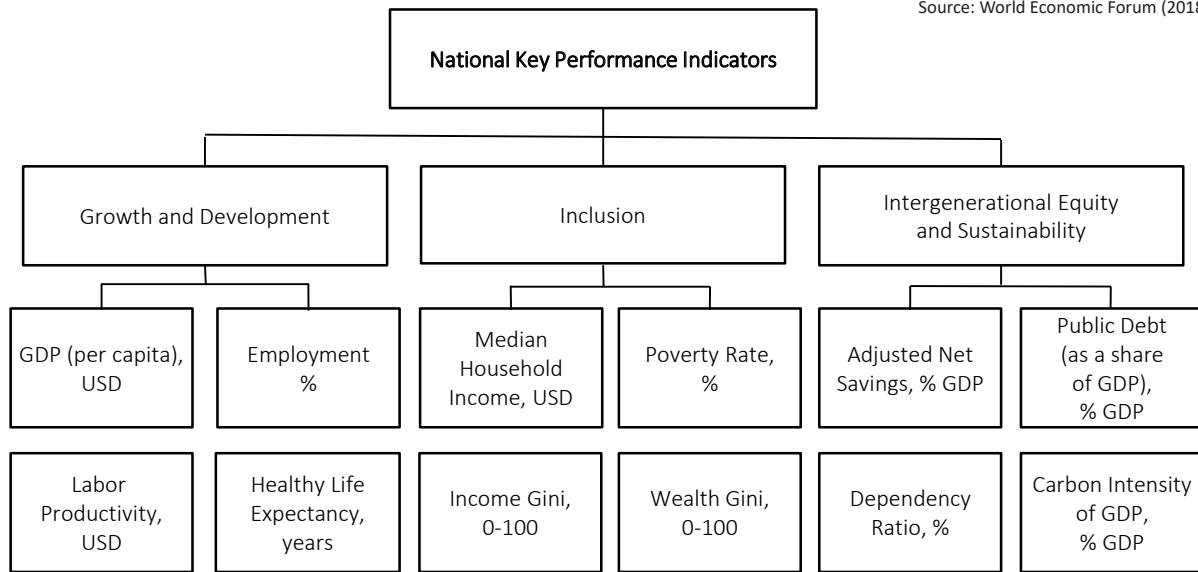 Source: World Economic Forum (2018
National Key Performance Indicators
Growth and Development
Inclusion
Intergenerational Equity
and Sustainability
GDP (per capita),
USD
Employment
%
Median
Household
Income, USD
Poverty Rate,
%
Adjusted Net
Savings, % GDP
Public Debt
(as a share
of GDP),
% GDP
Labor
Productivity,
USD
Healthy Life
Expectancy,
years
Income Gini,
0-100
Wealth Gini,
0-100
Dependency
Ratio, %
Carbon Intensity
of GDP,
% GDP